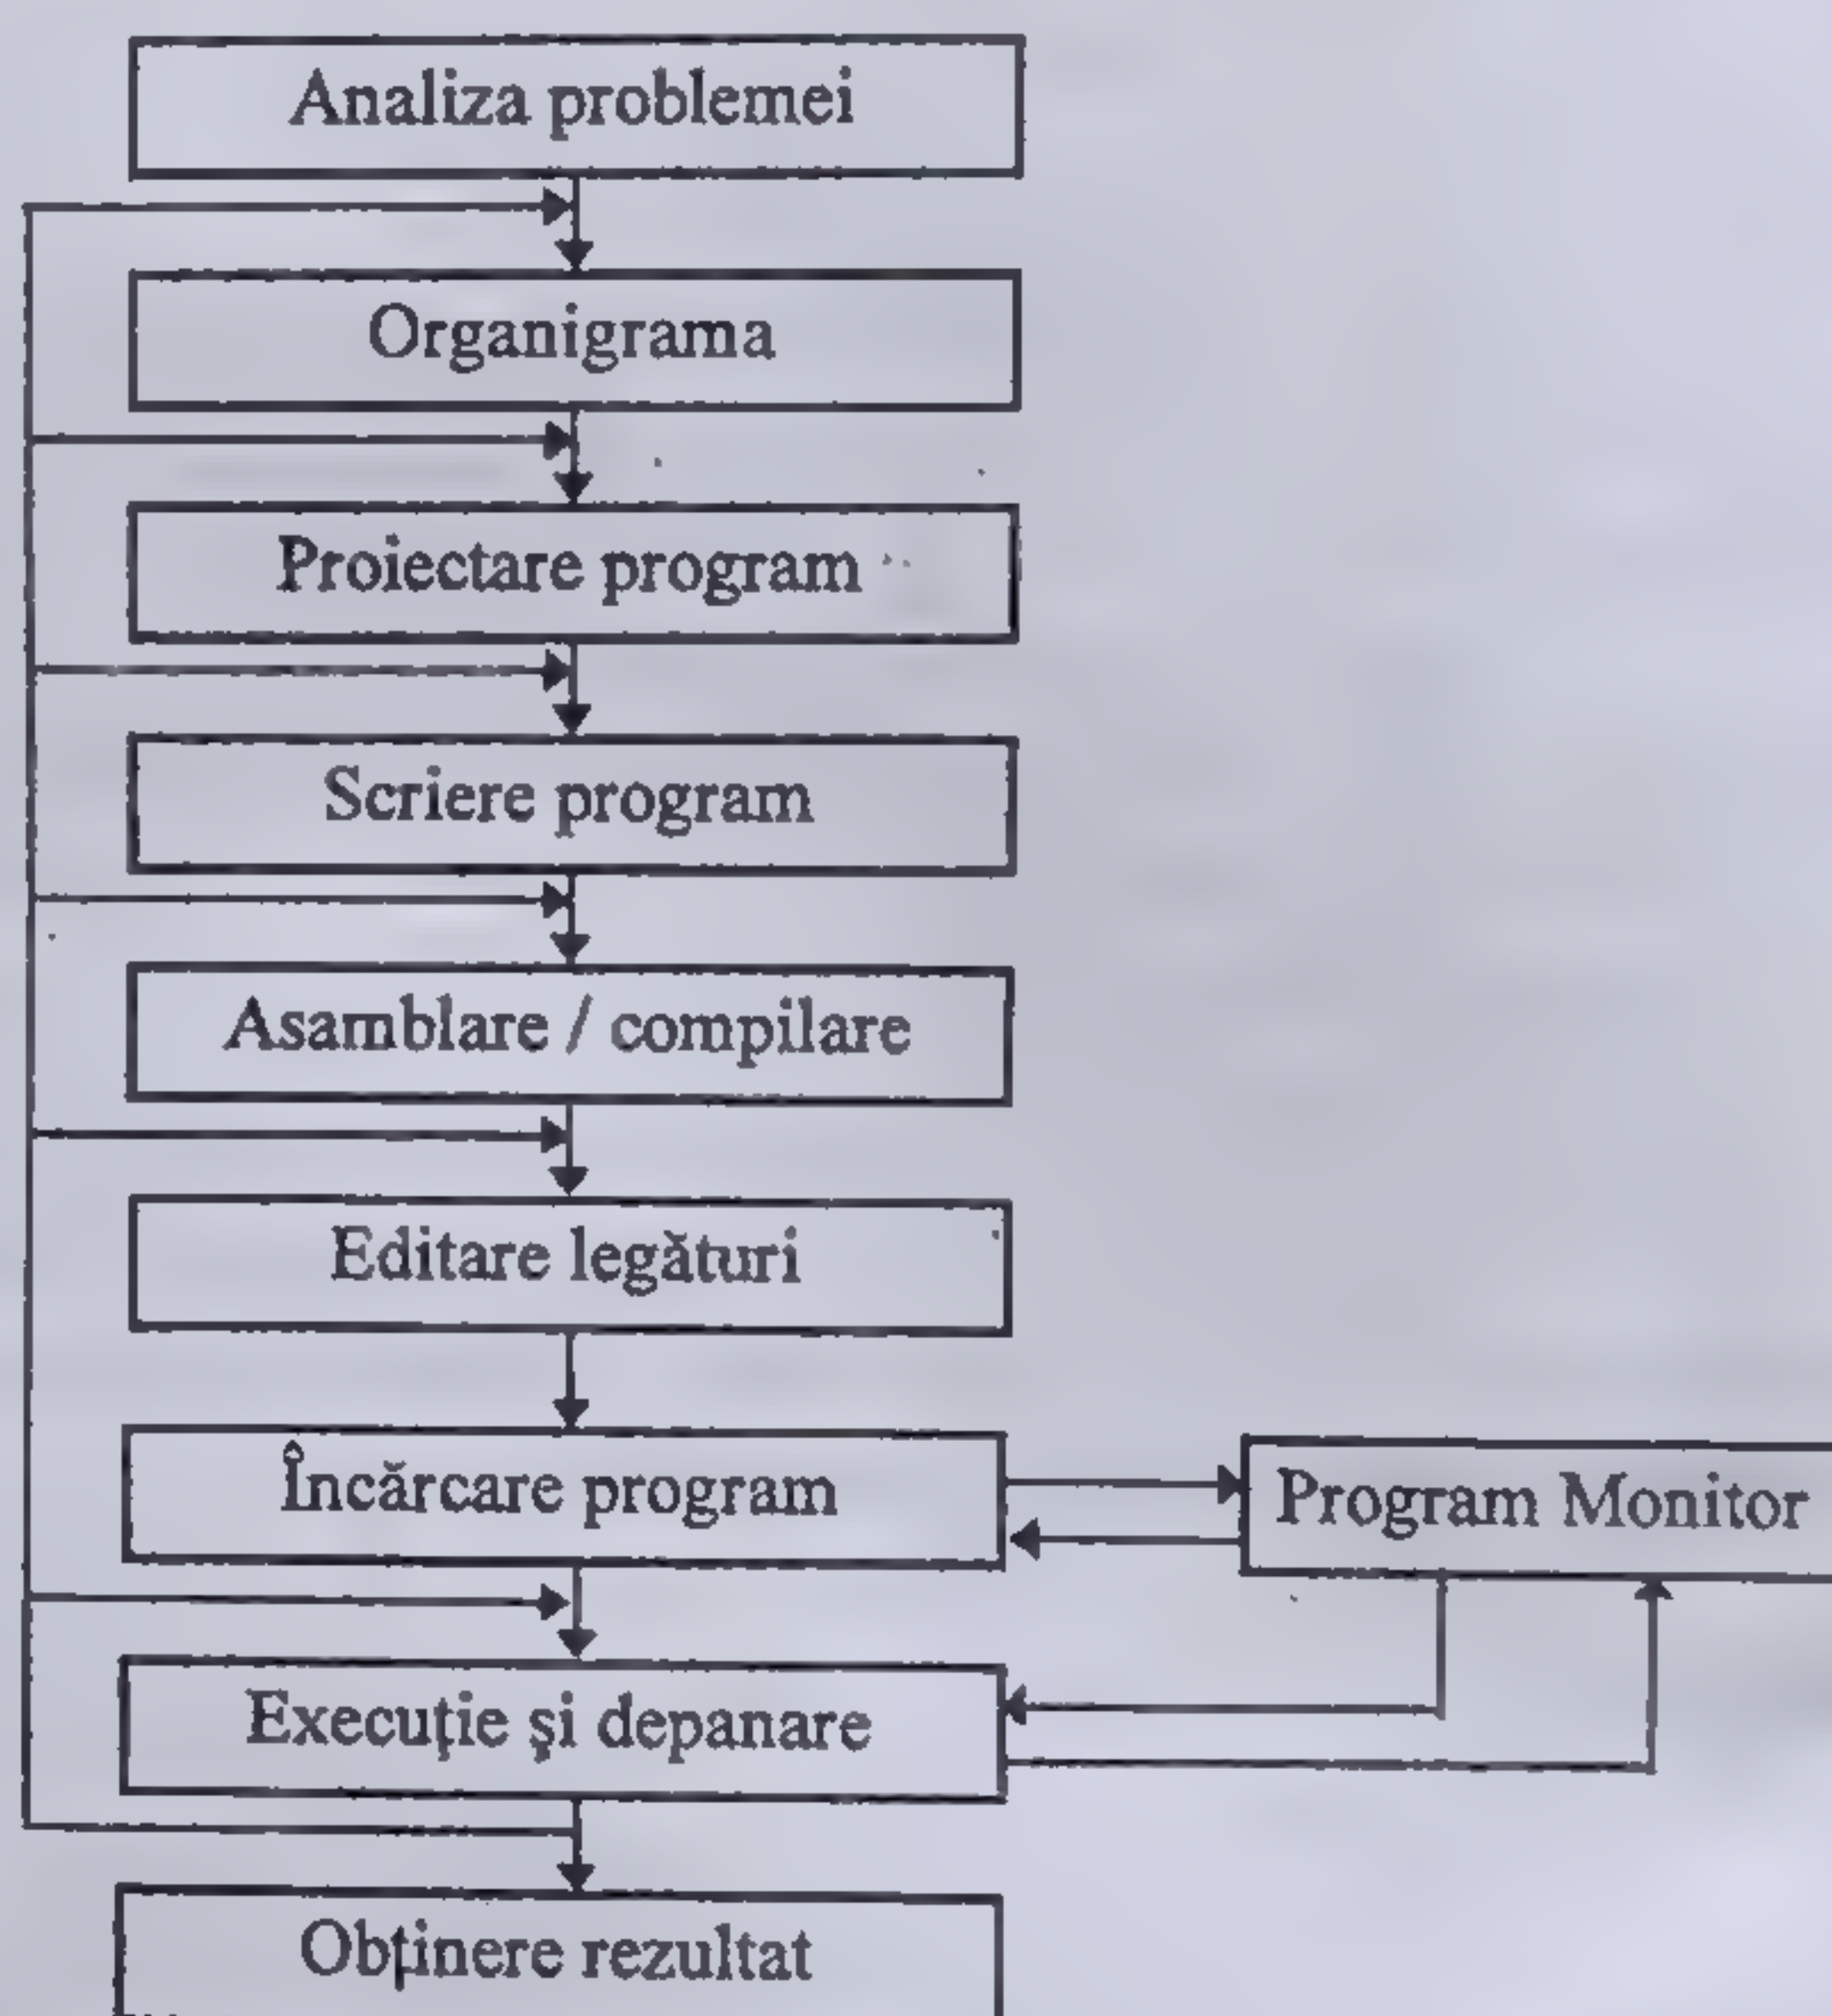 Analiza problemei
Organigrama
Proiectare program
Scriere program
Asamblare / compilare
Editare legături
Încărcare program
Program Monitor
Execuţie şi depanare
Obţinere rezultat